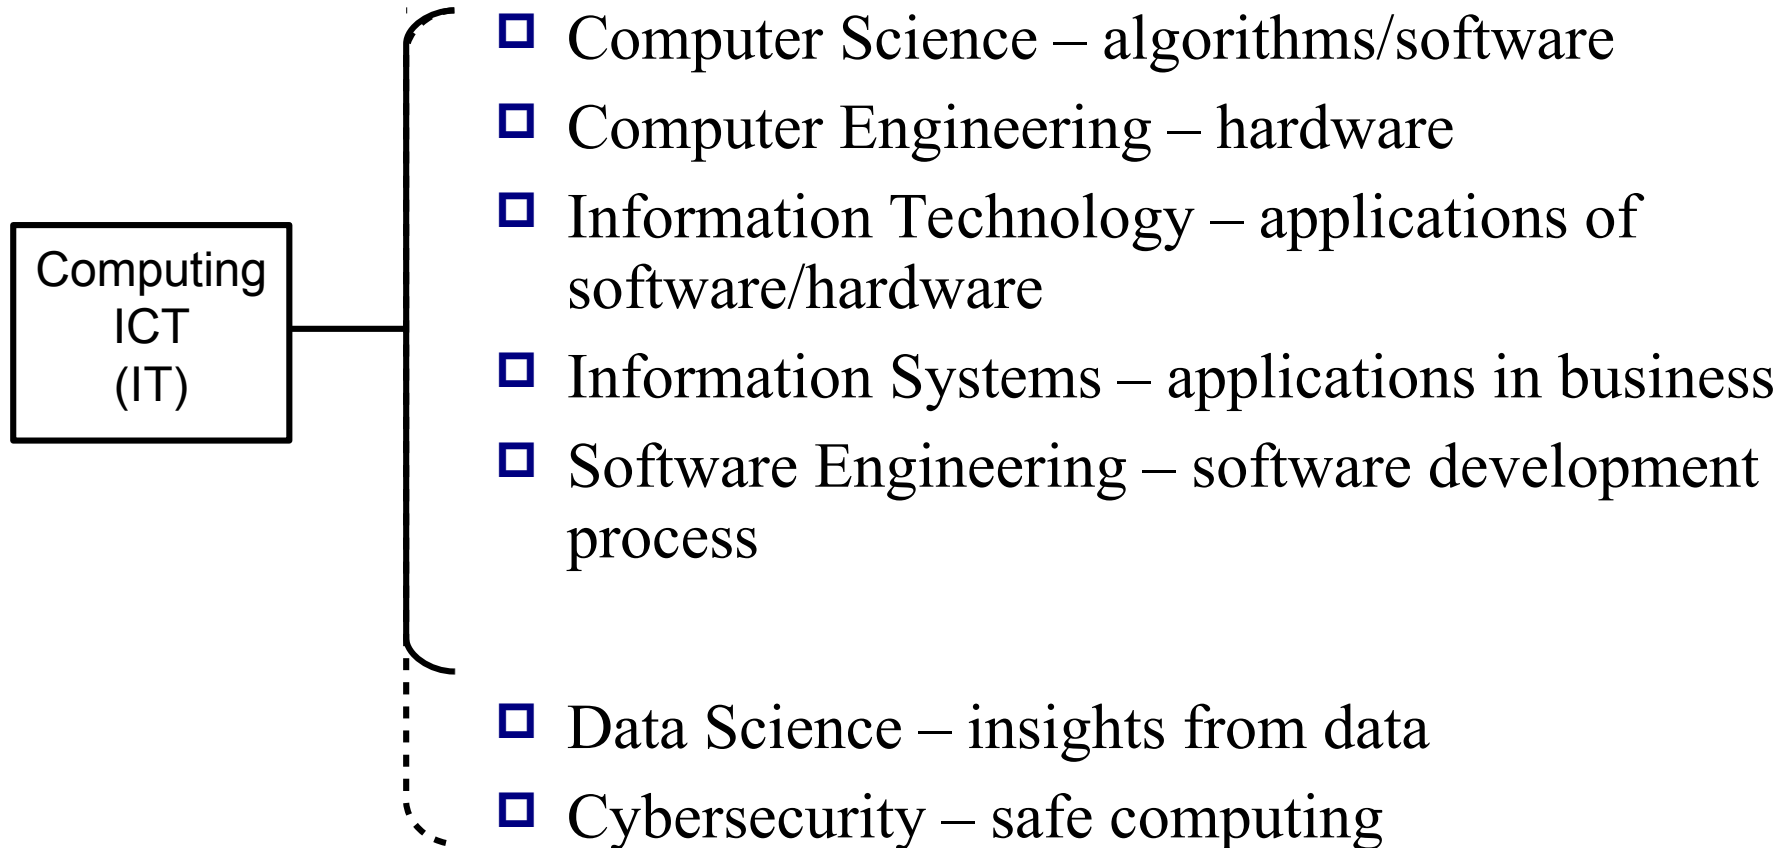 Computing
ICT
(IT)
Computer Science – algorithms/software
Computer Engineering – hardware
Information Technology – applications of
software/hardware
Information Systems – applications in business
Software Engineering – software development
process
Data Science – insights from data
Cybersecurity – safe computing